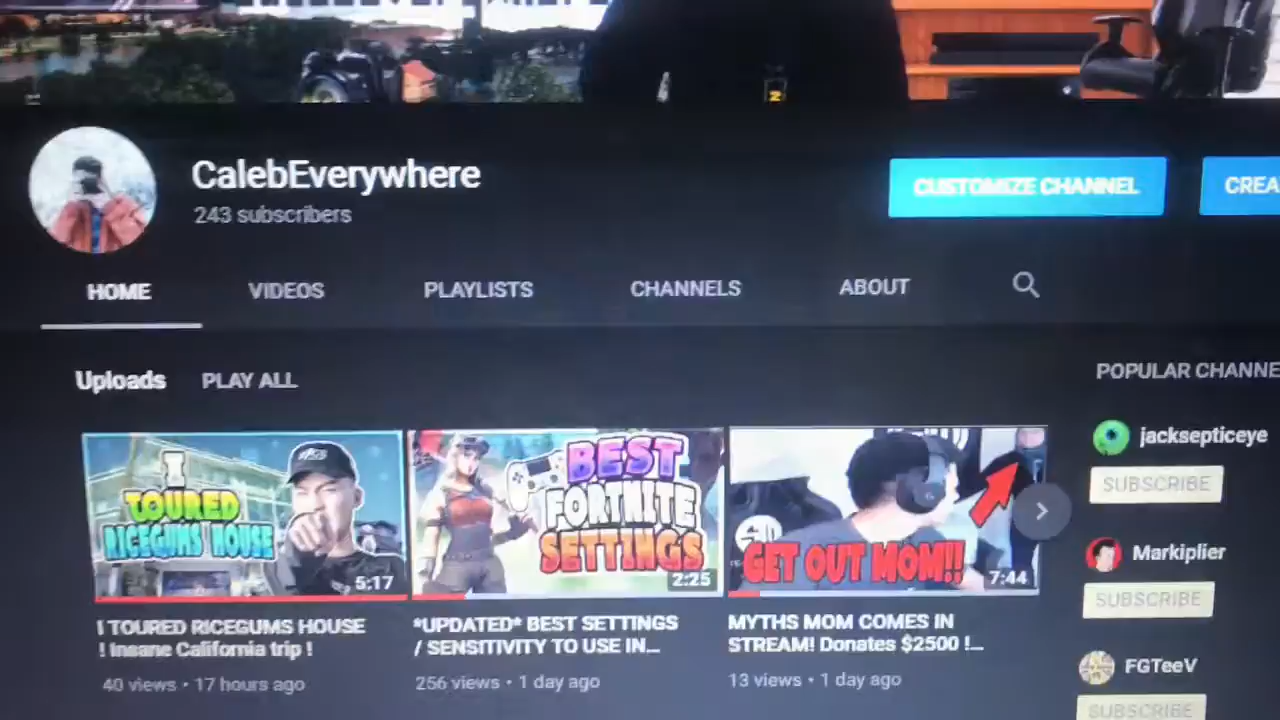 2
CalebEverywhere
243 subscribers
CUSTOMIZE CHANNEL
CREA
HOME VIDEOS PLAYLISTS CHANNELS ABOUT
Uploads PLAY ALL
POPULAR CHANNE
jacksepticeye
SUBSCRIBE
Markiplier
SUBSCRIBE
FGTeeV
SUBSCRIBE
I
TOURED
RICEGUMS HOUSE
5:17
I TOURED RICEGUMS HOUSE
! Insane California trip !
40 views • 17 hours ago
BEST
FORTNITE
SETTINGS
2:25
*UPDATED* BEST SETTINGS
/ SENSITIVITY TO USE IN...
256 views • 1 day ago
GET OUT MOM!!
7:44
MYTHS MOM COMES IN
STREAM! Donates $2500 !...
13 views • 1 day ago